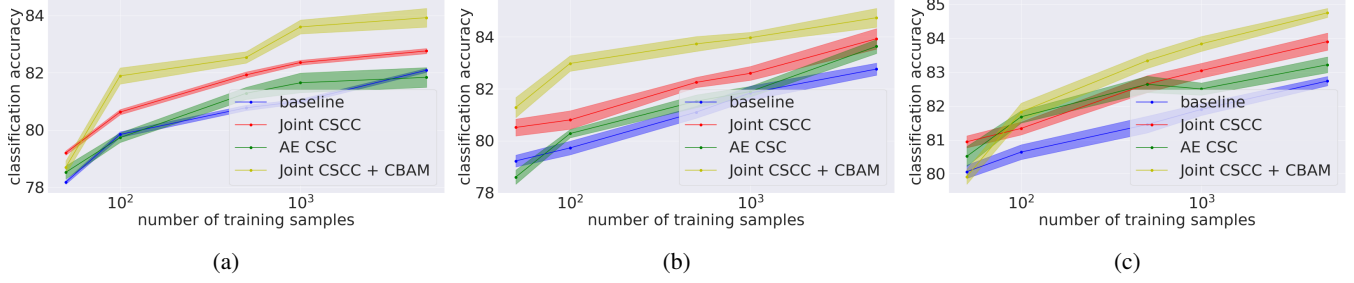 classification accuracy
84
82
80
78
10²
10³
number of training samples
baseline
Joint CSCC
AE CSC
Joint CSCC + CBAM
(a)
classification accuracy
84
82
80
78
10²
10³
number of training samples
baseline
Joint CSCC
AE CSC
Joint CSCC + CBAM
(b)
classification accuracy
85
84
83
82
81
80
10²
10³
number of training samples
baseline
Joint CSCC
AE CSC
Joint CSCC + CBAM
(c)